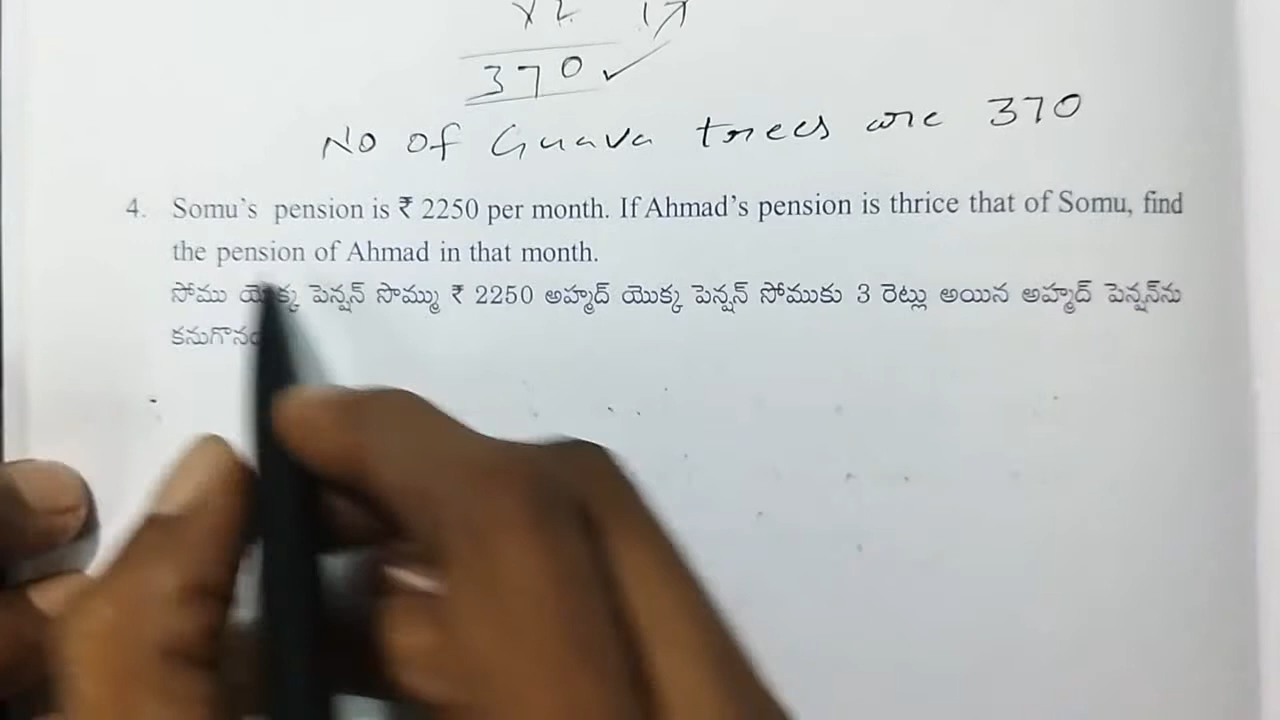 370 ✓
No of Guava trees are 370
4. Somu's pension is ₹ 2250 per month. If Ahmad's pension is thrice that of Somu, find
the pension of Ahmad in that month.
సోము యొక్క పెన్షన్ సొమ్ము ₹ 2250 అహ్మద్ యొక్క పెన్షన్ సోముకు 3 రెట్లు అయిన అహ్మద్ పెన్షన్‌ను